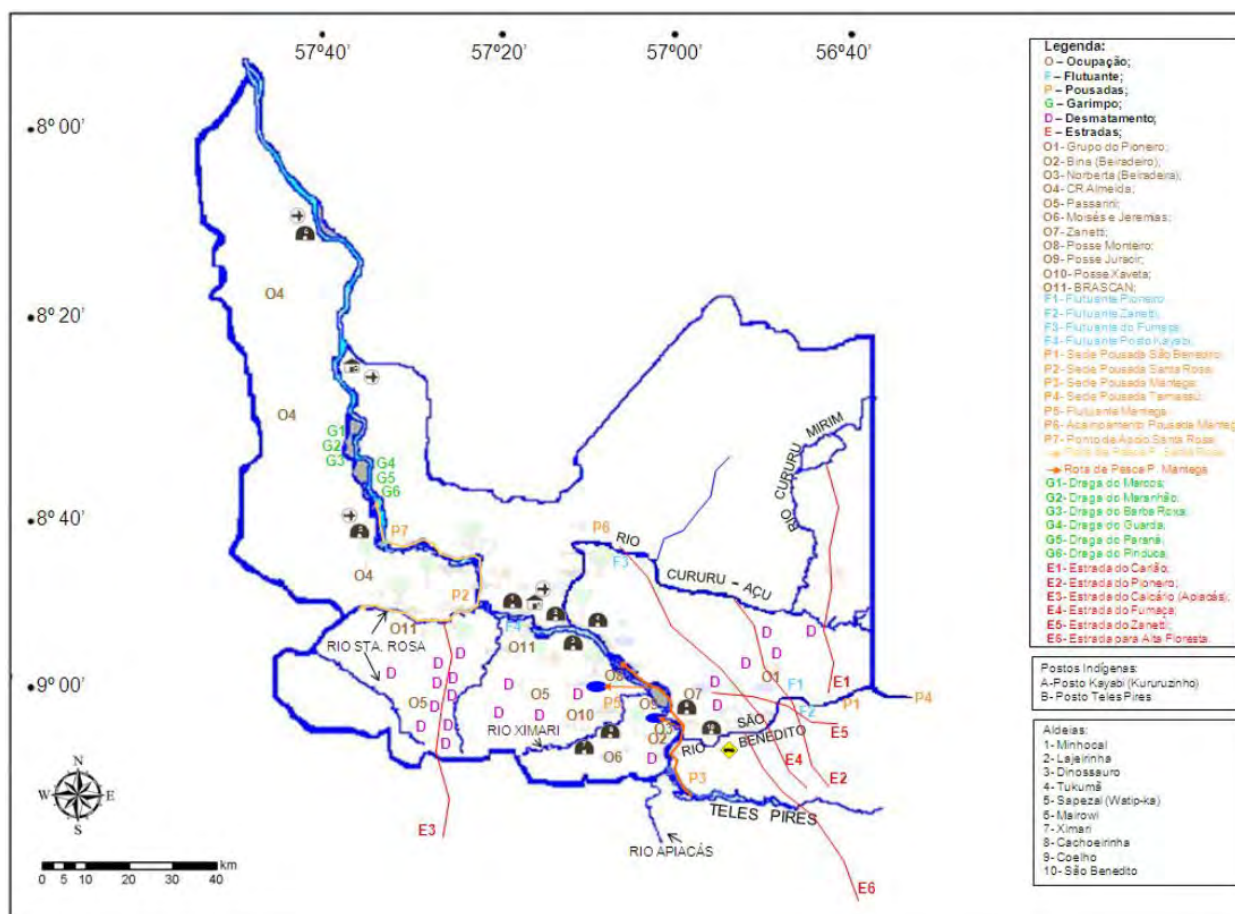 57º40'
57º20'
57º00'
56º40'
8º 00'
8º 20'
8º 40'
9º 00'
O4
O4
G1
G2
G3
G4
G5
G6
P7
P6
RIO
F3
CURURU – AÇU
RIO CURURU
MIRIM
O4
P2
O11
F4
O11
RIO STA. ROSA
D
D
D
D
D
D
D
D
D
D
D
O5
O5
D
D
D
D
O10
P5
O8
O9
O7
D
D
D
D
D
D
O1
F1
F2
E1
P1
P4
E5
RIO XIMARI
O3
O2
O6
D
RIO
SÃO
BENEDITO
E4
E2
P3
TELES PIRES
E3
RIO APIACÁS
E6
N
W
E
S
0 5 10 20 30 40
km
Legenda:
O – Ocupação;
F – Flutuante;
P – Pousadas;
G – Garimpo;
D – Desmatamento;
E – Estradas;
O1- Grupo do Pioneiro;
O2- Bina (Beiradeiro);
O3- Norberta (Beiradeira);
O4- CR Almeida;
O5- Passarini;
O6- Moisés e Jeremias;
O7- Zanetti;
O8- Posse Monteiro;
O9- Posse Juracir;
O10- Posse Xaveta;
O11- BRASCAN;
F1- Flutuante Pioneiro
F2- Flutuante Zanetti;
F3- Flutuante do Fumaça;
F4- Flutuante Posto Kayabi;
P1- Sede Pousada São Benedito;
P2- Sede Pousada Santa Rosa;
P3- Sede Pousada Mantega;
P4- Sede Pousada
P5- Flutuante Mantega
P6- Acampamento Pousada
P7- Ponto de Apoio Santa Rosa
Rota de Pesca P. Santa Rosa
Rota de Pesca P. Mantega
G1- Draga do Marcos;
G2- Draga do Maranhão;
G3- Draga do Barba Roxa;
G4- Draga do Guarda;
G5- Draga do Paraná;
G6- Draga do Pinduca;
E1- Estrada do Carlão;
E2- Estrada do Pioneiro;
E3- Estrada do Calcário (Apiacás);
E4- Estrada do Fumaça;
E5- Estrada do Zanetti;
E6- Estrada para Alta Floresta
Postos Indígenas:
A-Posto Kayabi (Kururuzinho)
B- Posto Teles Pires
Aldeias:
1- Minhocal
2- Lajeirinha
3- Dinossauro
4- Tukumã
5- Sapezal (Watip-ka)
6- Mairowi
7- Ximari
8- Cachoeirinha
9- Coelho
10- São Benedito